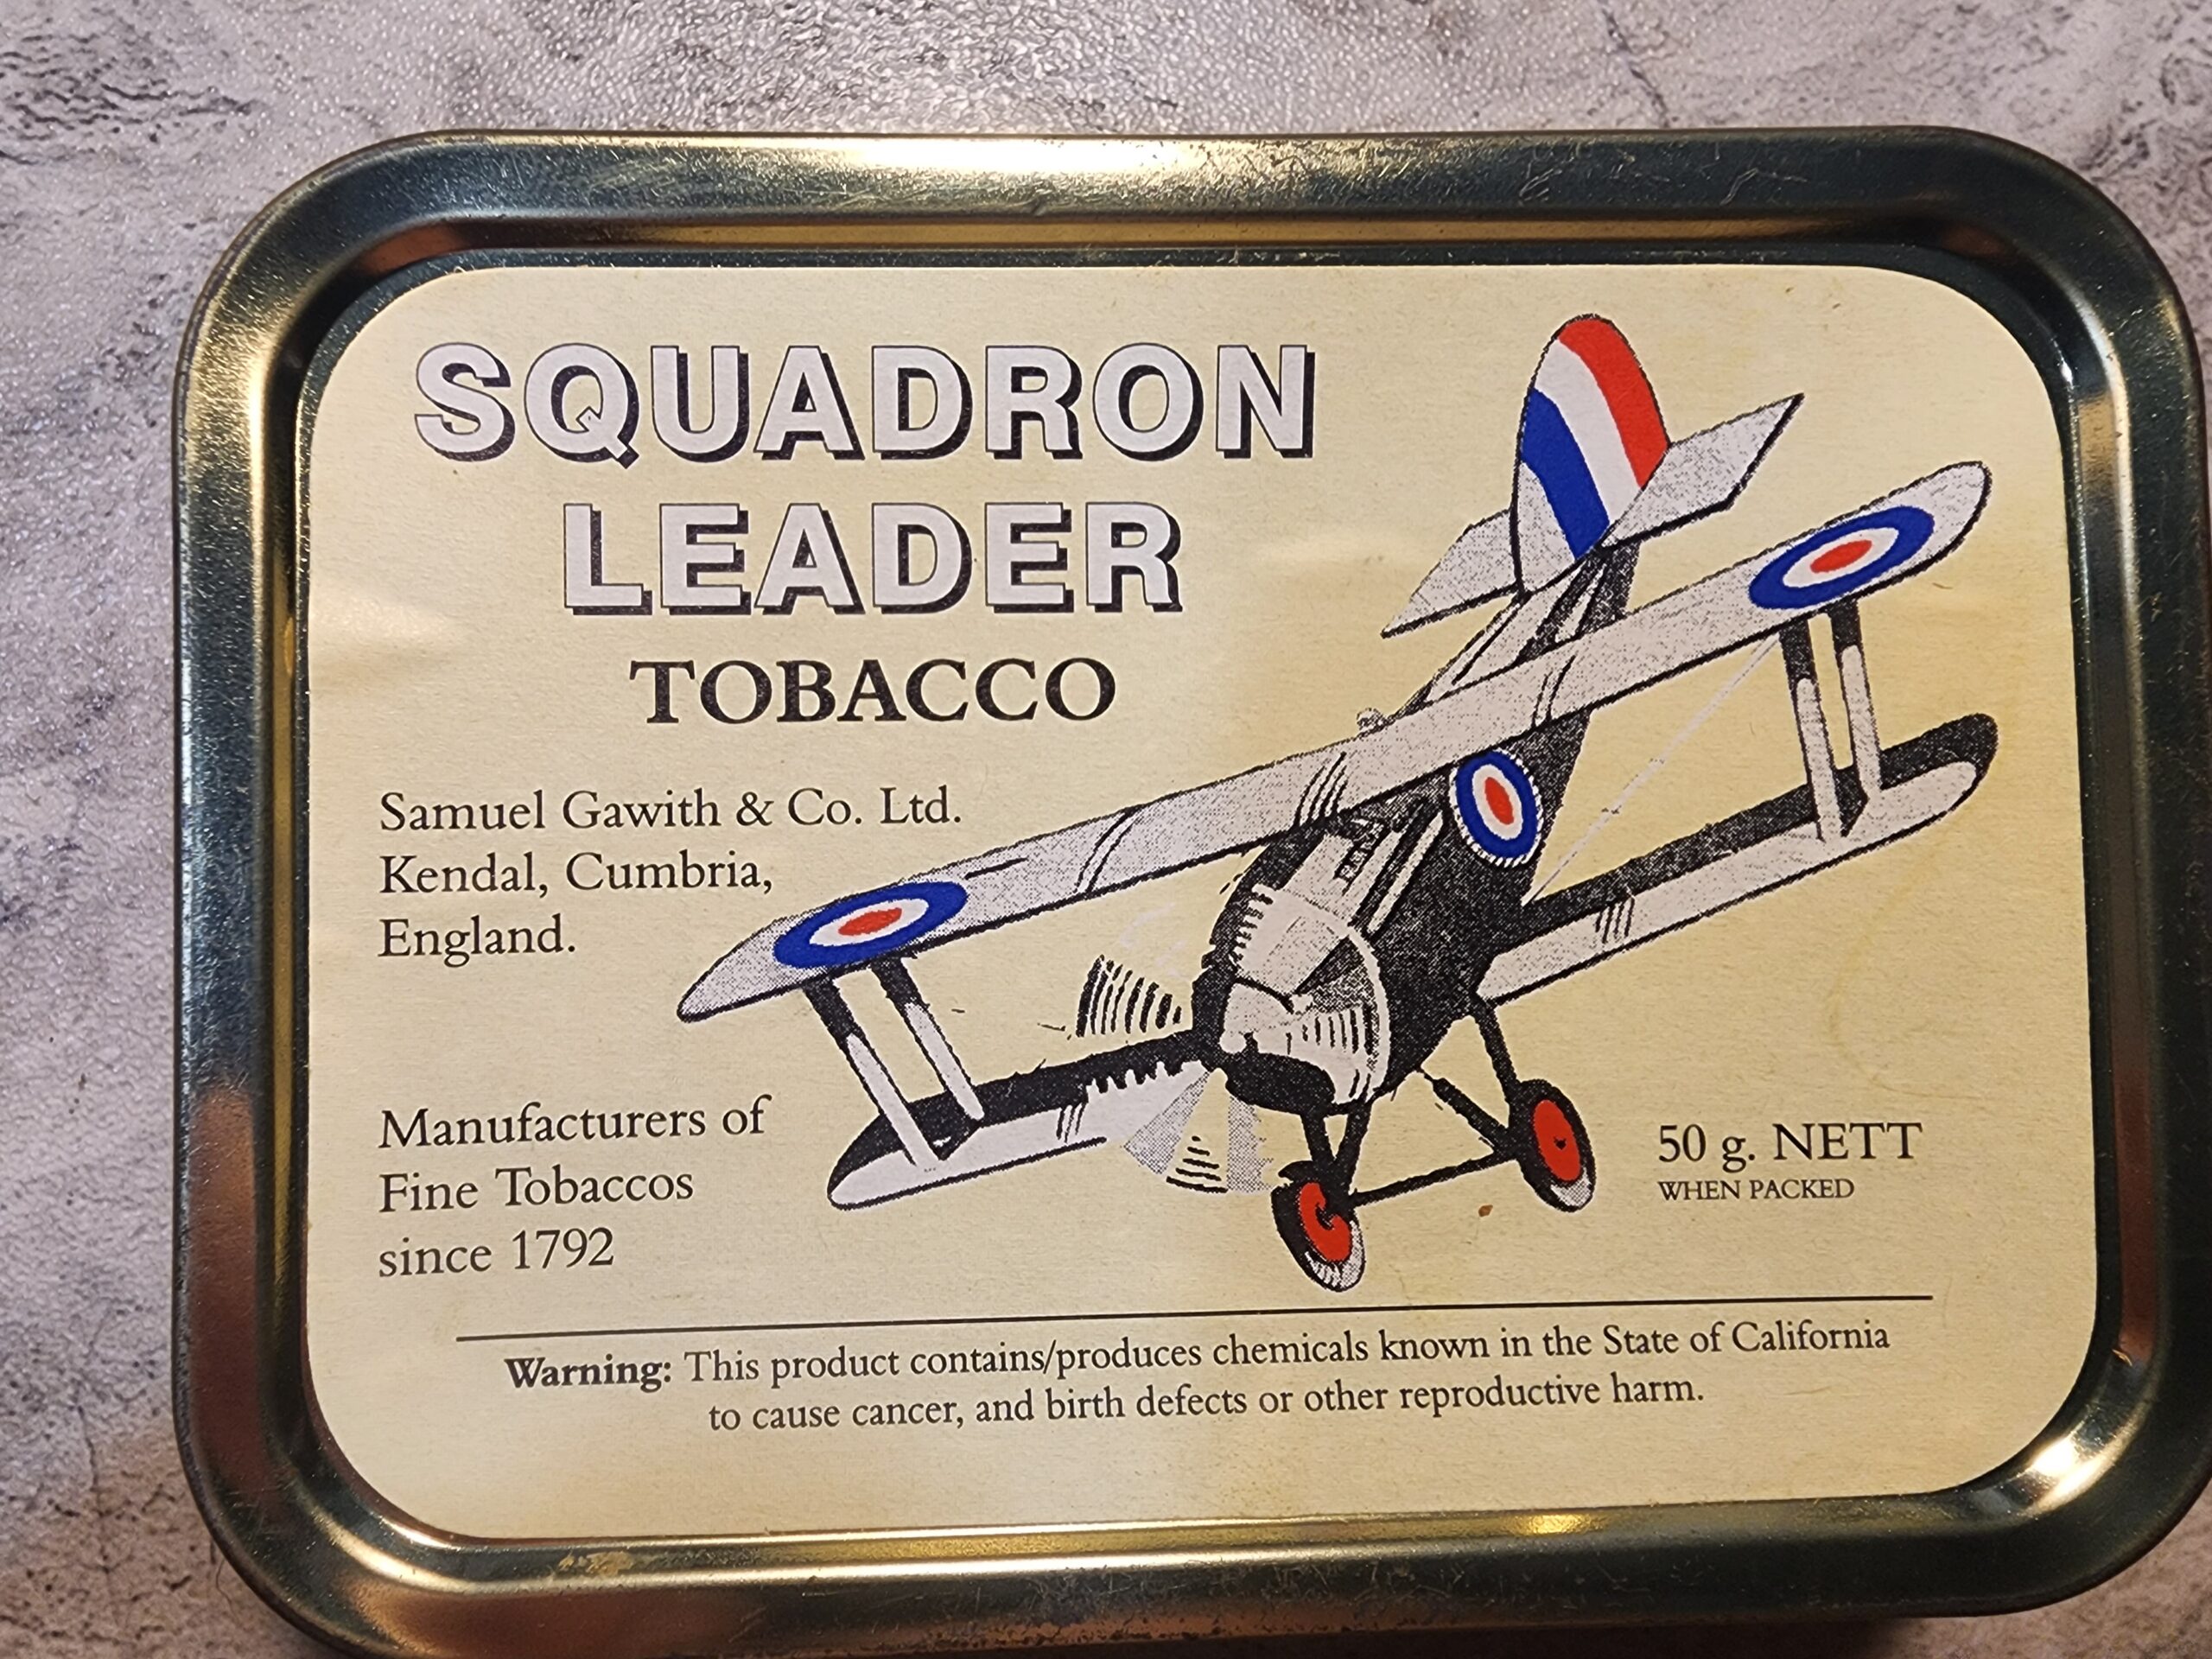 SQUADRON
LEADER
TOBACCO
Samuel Gawith & Co. Ltd.
Kendal, Cumbria,
England.
Manufacturers of
Fine Tobaccos
since 1792
50 g. NETT
WHEN PACKED
Warning: This product contains/produces chemicals known in the State of California
to cause cancer, and birth defects or other reproductive harm.